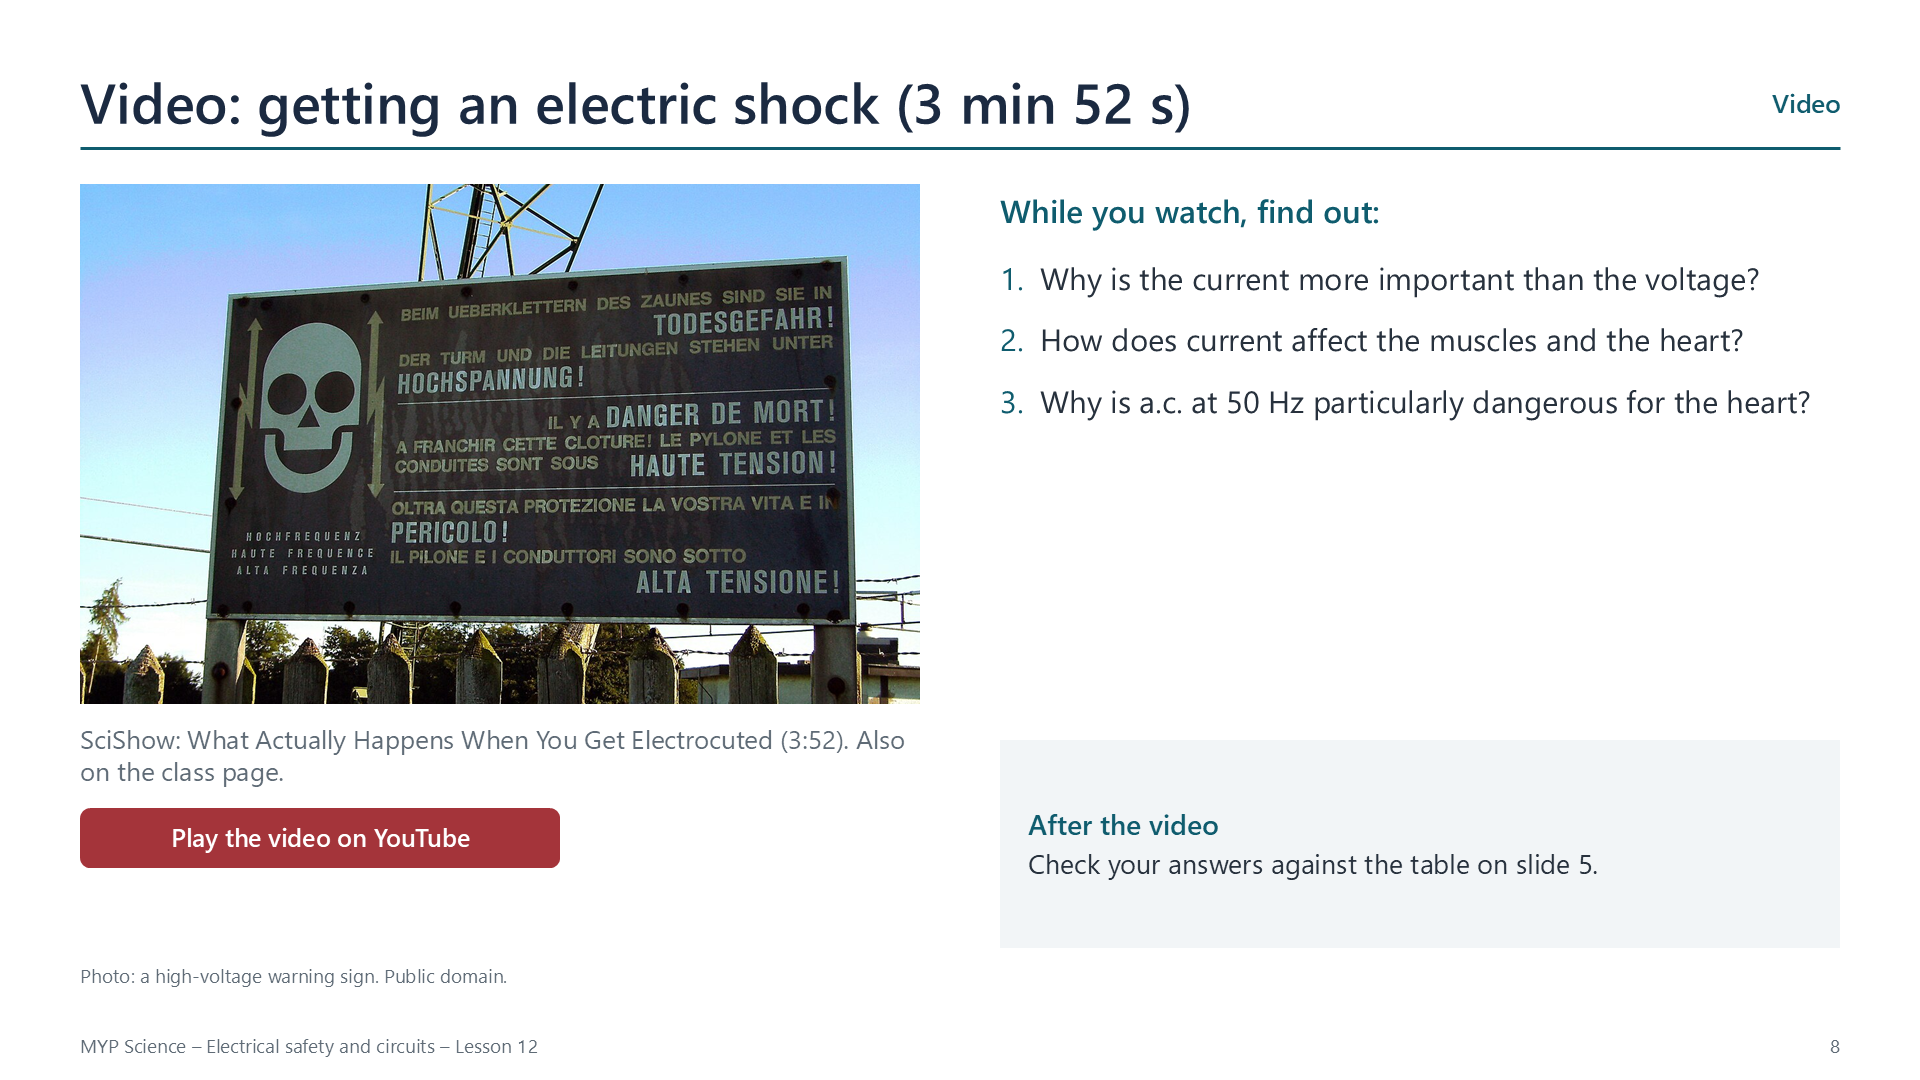 Video: getting an electric shock (3 min 52 s)
Video
BEIM UEBERKLETTERN DES ZAUNES SIND SIE IN
TODESGEFAHR!
DER TURM UND DIE LEITUNGEN STEHEN UNTER
HOCHSPANNUNG!
IL Y A DANGER DE MORT!
A FRANCHIR CETTE CLOTURE! LE PYLONE ET LES
CONDUITES SONT SOUS HAUTE TENSION!
OLTRA QUESTA PROTEZIONE LA VOSTRA VITA E IN
PERICOLO!
IL PILONE E I CONDUTTORI SONO SOTTO
ALTA TENSIONE!
HOCHFREQUENZ
HAUTE FREQUENCE
ALTA FREQUENZA
SciShow: What Actually Happens When You Get Electrocuted (3:52). Also
on the class page.
Play the video on YouTube
Photo: a high-voltage warning sign. Public domain.
While you watch, find out:
1. Why is the current more important than the voltage?
2. How does current affect the muscles and the heart?
3. Why is a.c. at 50 Hz particularly dangerous for the heart?
After the video
Check your answers against the table on slide 5.
MYP Science – Electrical safety and circuits – Lesson 12
8